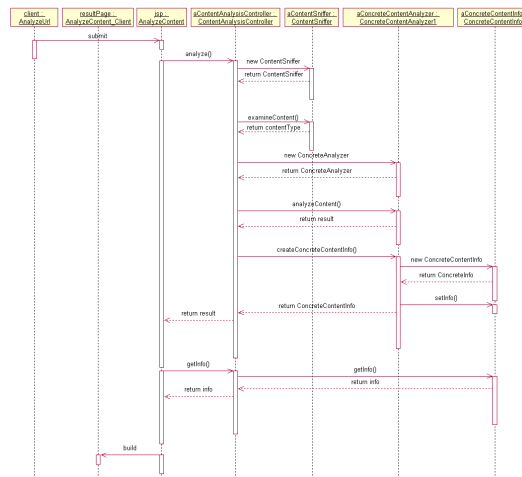 client :
AnalyzeUrl
resultPage :
AnalyzeContent_Client
jsp :
AnalyzeContent
aContentAnalysisController :
ContentAnalysisController
aContentSniffer :
ContentSniffer
aConcreteContentAnalyzer :
ConcreteContentAnalyzer1
aConcreteContentInfo
ConcreteContentInfo
submit
analyze()
new ContentSniffer
return ContentSniffer
examineContent()
return contentType
new ConcreteAnalyzer
return ConcreteAnalyzer
analyzeContent()
return result
createConcreteContentInfo()
new ConcreteContentInfo
return ConcreteInfo
setInfo()
return ConcreteContentInfo
return result
getInfo()
getInfo()
return info
return info
build